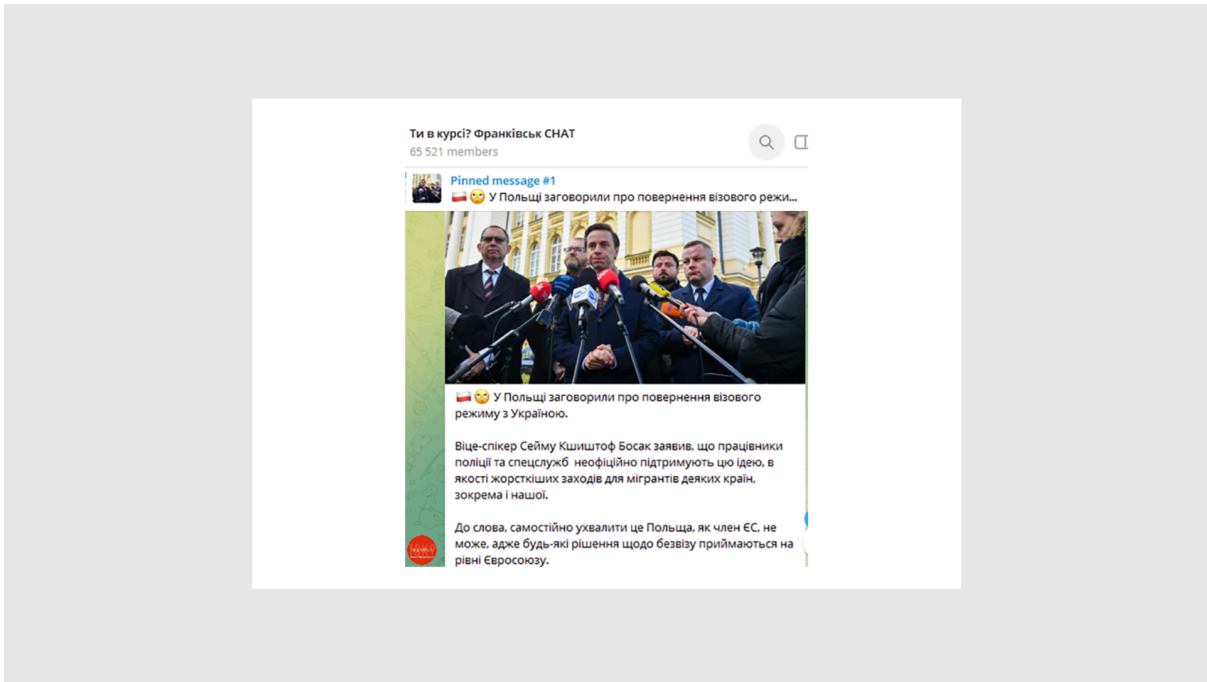 Ти в курсі? Франківськ CHAT
65 521 members
Pinned message #1
У Польщі заговорили про повернення візового режи...
У Польщі заговорили про повернення візового
режиму з Україною.
Віце-спікер Сейму Кшиштоф Босак заявив, що працівники
поліції та спецслужб неофіційно підтримують цю ідею, в
якості жорсткіших заходів для мігрантів деяких країн,
зокрема і нашої.
До слова, самостійно ухвалити це Польща, як член ЄС, не
може, адже будь-які рішення щодо безвізу приймаються на
рівні Євросоюзу.